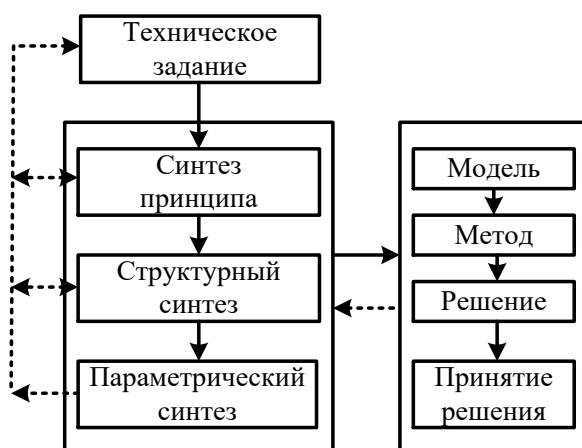 Техническое
задание
Синтез
принципа
Структурный
синтез
Параметрический
синтез
Модель
Метод
Решение
Принятие
решения